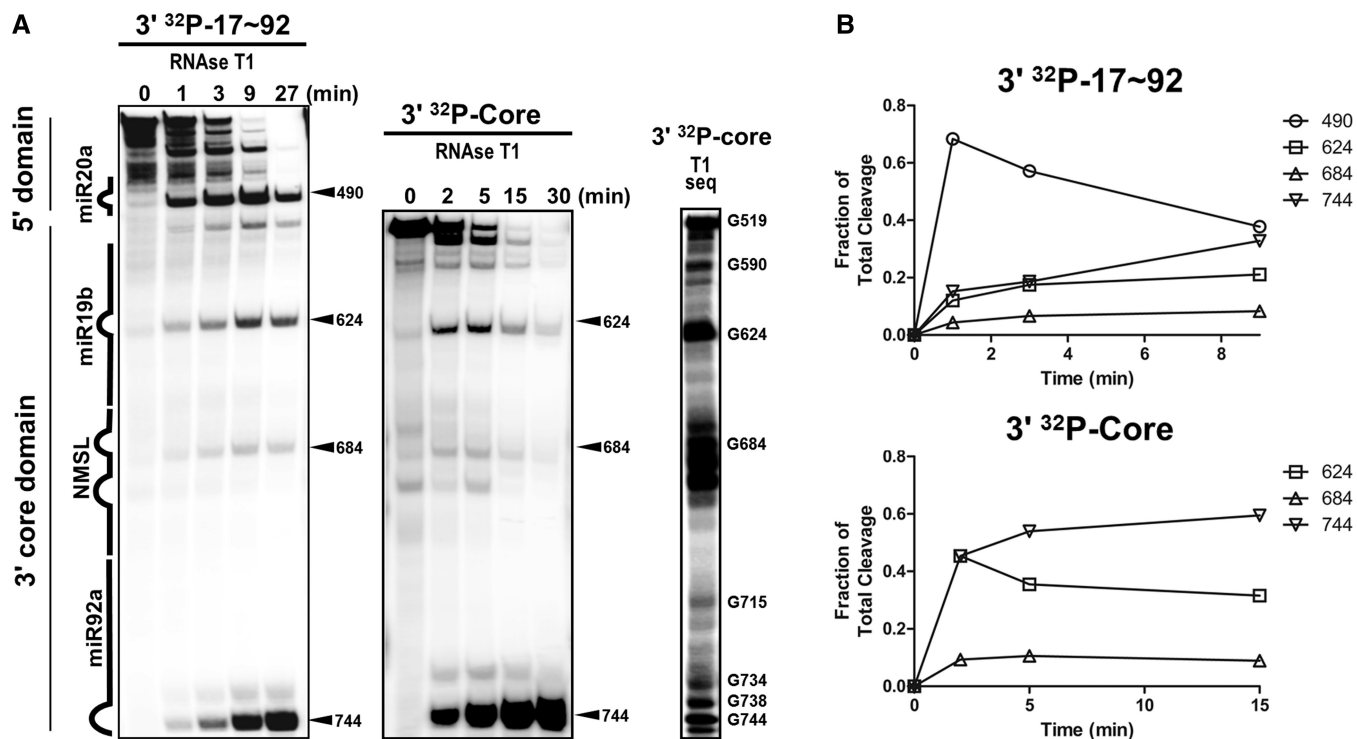 A
3' 32P-17~92
RNAse T1
0 1 3 9 27 (min)
5' domain
3' core domain
miR20a
miR19b
NMSL
miR92a
490
624
684
744
3' 32P-Core
RNAse T1
0 2 5 15 30 (min)
624
684
744
3' 32P-core
T1
seq
G519
G590
G624
G684
G715
G734
G738
G744
B
3' 32P-17~92
Fraction of
Total Cleavage
0.8
0.6
0.4
0.2
0.0
0 2 4 6 8
Time (min)
490
624
684
744
3' 32P-Core
Fraction of
Total Cleavage
0.8
0.6
0.4
0.2
0.0
0 5 10 15
Time (min)
624
684
744